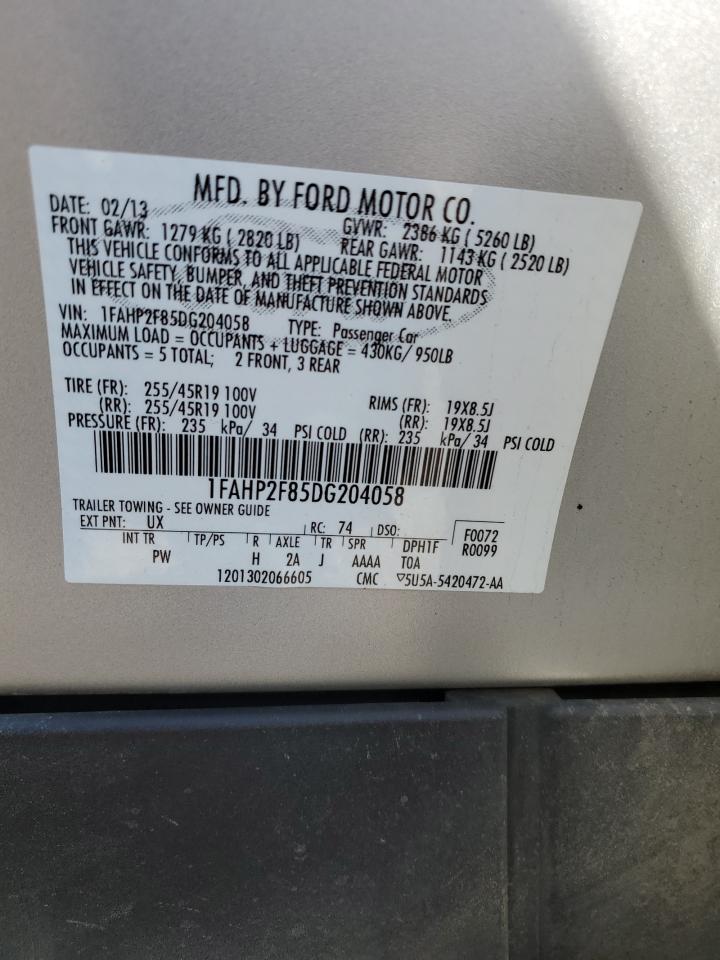 MFD. BY FORD MOTOR CO.
DATE: 02/13 GVWR: 2386 KG ( 5260 LB)
FRONT GAWR: 1279 KG ( 2820 LB) REAR GAWR: 1143 KG ( 2520 LB)
THIS VEHICLE CONFORMS TO ALL APPLICABLE FEDERAL MOTOR
VEHICLE SAFETY, BUMPER, AND THEFT PREVENTION STANDARDS
IN EFFECT ON THE DATE OF MANUFACTURE SHOWN ABOVE.
VIN: 1FAHP2F85DG204058 TYPE: Passenger Car
MAXIMUM LOAD = OCCUPANTS + LUGGAGE = 430KG/ 950LB
OCCUPANTS = 5 TOTAL; 2 FRONT, 3 REAR
TIRE (FR): 255/45R19 100V RIMS (FR): 19X8.5J
(RR): 255/45R19 100V (RR): 19X8.5J
PRESSURE (FR): 235 kPa/ 34 PSI COLD (RR): 235 kPa/ 34 PSI COLD
1FAHP2F85DG204058
TRAILER TOWING - SEE OWNER GUIDE
EXT PNT: UX RC: 74 DSO: F0072
INT TR TP/PS R AXLE TR SPR DPH1F R0099
PW H 2A J AAAA TOA
1201302066605 CMC ▽5U5A-5420472-AA